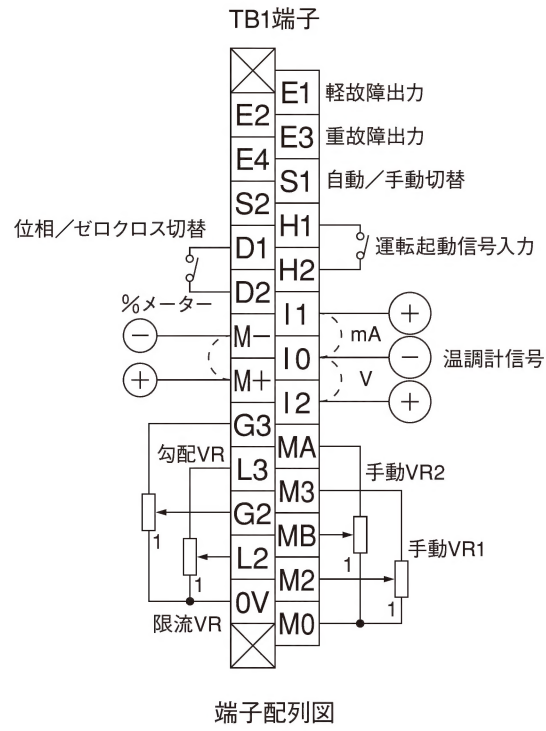 TB1端子
E1 軽故障出力
E2
E3 重故障出力
E4
S1 自動／手動切替
S2
H1
位相／ゼロクロス切替
D1
運転起動信号入力
H2
D2
%メーター
I1
+
mA
M−
−
I0
−
温調計信号
V
M+
+
I2
+
G3
MA
勾配VR
L3
手動VR2
M3
G2
1
MB
1
手動VR1
L2
1
M2
1
0V
限流VR
M0
端子配列図